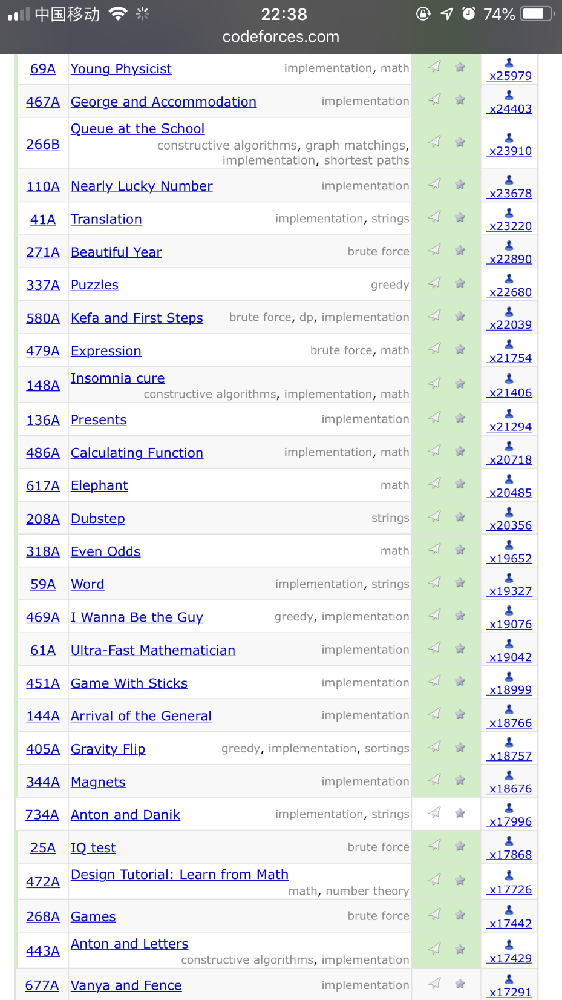 中国移动 22:38 74%
codeforces.com
69A Young Physicist implementation, math x25979
467A George and Accommodation implementation x24403
266B Queue at the School constructive algorithms, graph matchings, x23910
implementation, shortest paths
110A Nearly Lucky Number implementation x23678
41A Translation implementation, strings x23220
271A Beautiful Year brute force x22890
337A Puzzles greedy x22680
580A Kefa and First Steps brute force, dp, implementation x22039
479A Expression brute force, math x21754
148A Insomnia cure constructive algorithms, implementation, math x21406
136A Presents implementation x21294
486A Calculating Function implementation, math x20718
617A Elephant math x20485
208A Dubstep strings x20356
318A Even Odds math x19652
59A Word implementation, strings x19327
469A I Wanna Be the Guy greedy, implementation x19076
61A Ultra-Fast Mathematician implementation x19042
451A Game With Sticks implementation x18999
144A Arrival of the General implementation x18766
405A Gravity Flip greedy, implementation, sortings x18757
344A Magnets implementation x18676
734A Anton and Danik implementation, strings x17996
25A IQ test brute force x17868
472A Design Tutorial: Learn from Math math, number theory x17726
268A Games brute force x17442
443A Anton and Letters constructive algorithms, implementation x17429
677A Vanya and Fence implementation x17291